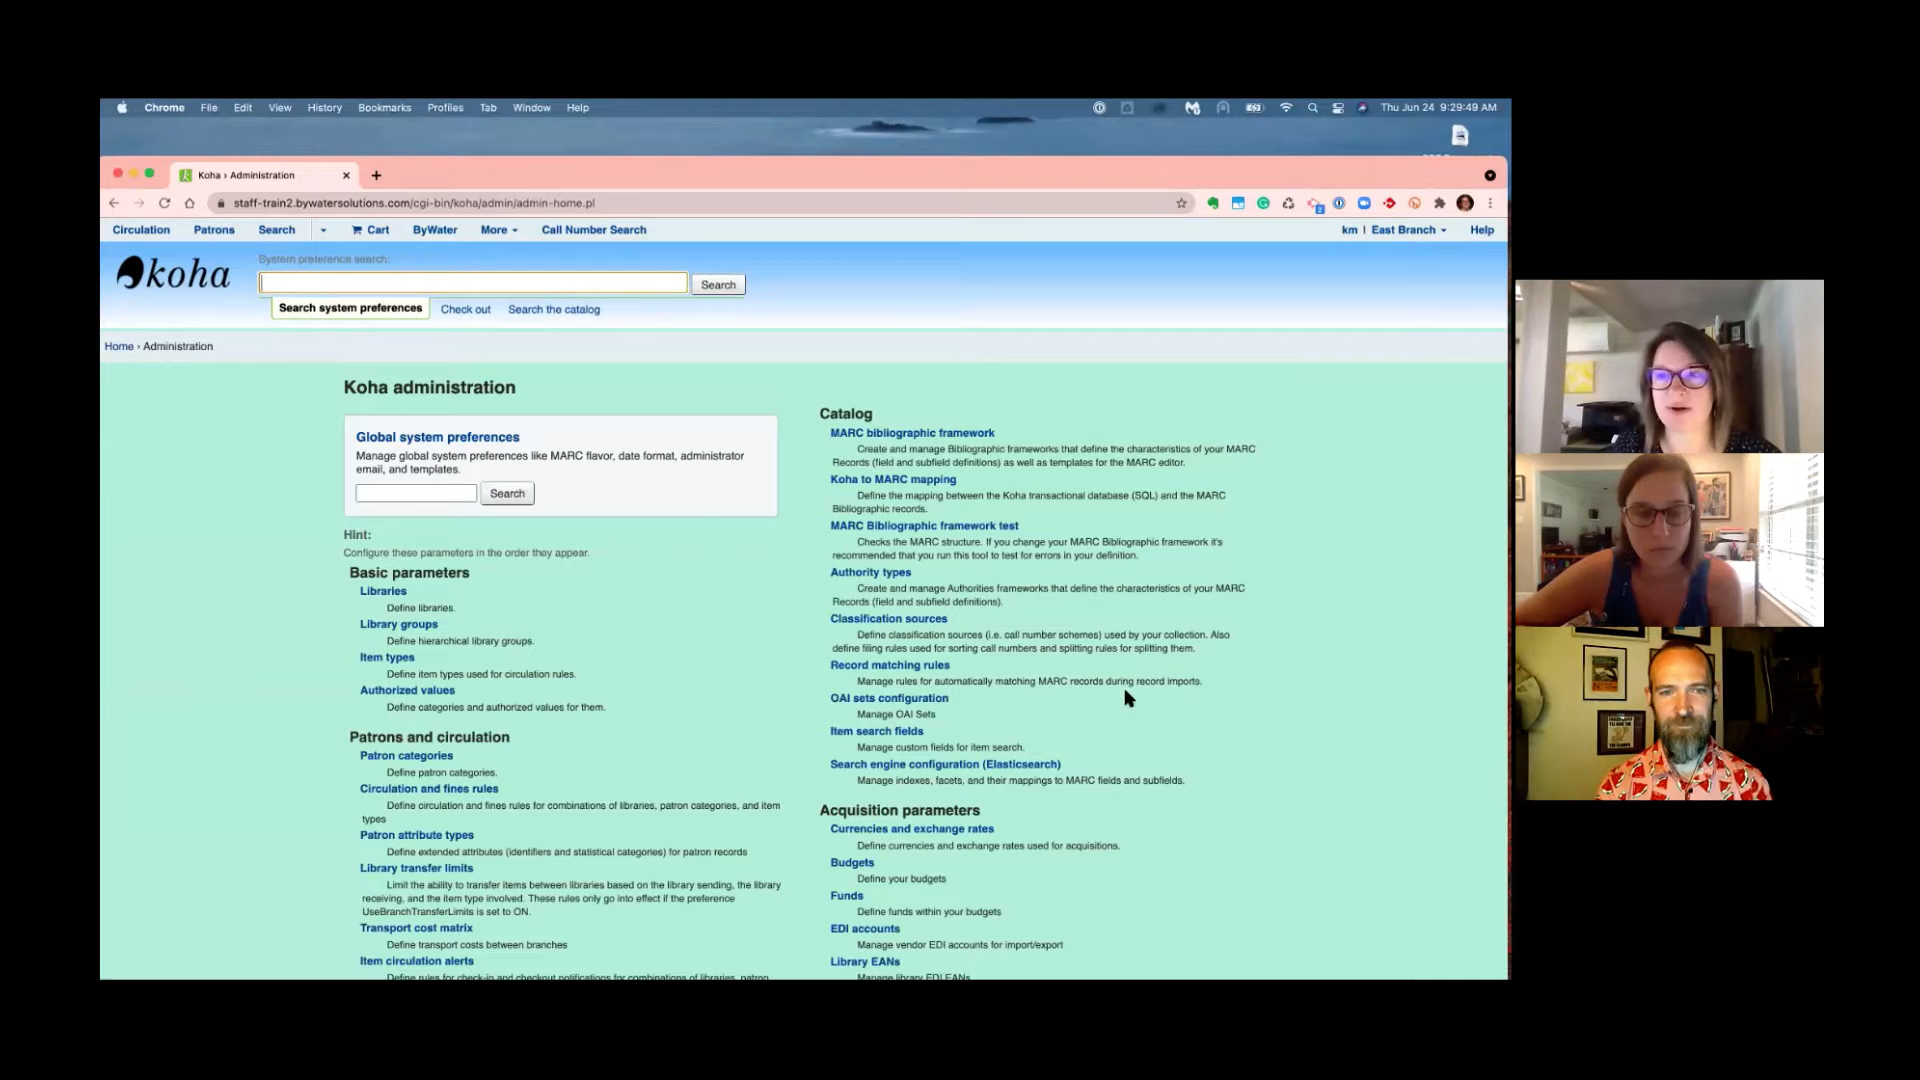 Chrome File Edit View History Bookmarks Profiles Tab Window Help Thu Jun 24 9:29:49 AM
Koha › Administration
staff-train2.bywatersolutions.com/cgi-bin/koha/admin/admin-home.pl
Circulation Patrons Search Cart ByWater More Call Number Search km | East Branch Help
koha
System preference search:
Search
Search system preferences Check out Search the catalog
Home › Administration
Koha administration
Global system preferences
Manage global system preferences like MARC flavor, date format, administrator
email, and templates.
Search
Hint:
Configure these parameters in the order they appear.
Basic parameters
Libraries
Define libraries.
Library groups
Define hierarchical library groups.
Item types
Define item types used for circulation rules.
Authorized values
Define categories and authorized values for them.
Patrons and circulation
Patron categories
Define patron categories.
Circulation and fines rules
Define circulation and fines rules for combinations of libraries, patron categories, and item
types
Patron attribute types
Define extended attributes (identifiers and statistical categories) for patron records
Library transfer limits
Limit the ability to transfer items between libraries based on the library sending, the library
receiving, and the item type involved. These rules only go into effect if the preference
UseBranchTransferLimits is set to ON.
Transport cost matrix
Define transport costs between branches
Item circulation alerts
Define rules for check-in and checkout notifications for combinations of libraries, patron
Catalog
MARC bibliographic framework
Create and manage Bibliographic frameworks that define the characteristics of your MARC
Records (field and subfield definitions) as well as templates for the MARC editor.
Koha to MARC mapping
Define the mapping between the Koha transactional database (SQL) and the MARC
Bibliographic records.
MARC Bibliographic framework test
Checks the MARC structure. If you change your MARC Bibliographic framework it's
recommended that you run this tool to test for errors in your definition.
Authority types
Create and manage Authorities frameworks that define the characteristics of your MARC
Records (field and subfield definitions).
Classification sources
Define classification sources (i.e. call number schemes) used by your collection. Also
define filing rules used for sorting call numbers and splitting rules for splitting them.
Record matching rules
Manage rules for automatically matching MARC records during record imports.
OAI sets configuration
Manage OAI Sets
Item search fields
Manage custom fields for item search.
Search engine configuration (Elasticsearch)
Manage indexes, facets, and their mappings to MARC fields and subfields.
Acquisition parameters
Currencies and exchange rates
Define currencies and exchange rates used for acquisitions.
Budgets
Define your budgets
Funds
Define funds within your budgets
EDI accounts
Manage vendor EDI accounts for import/export
Library EANs
Manage library EDI EANs